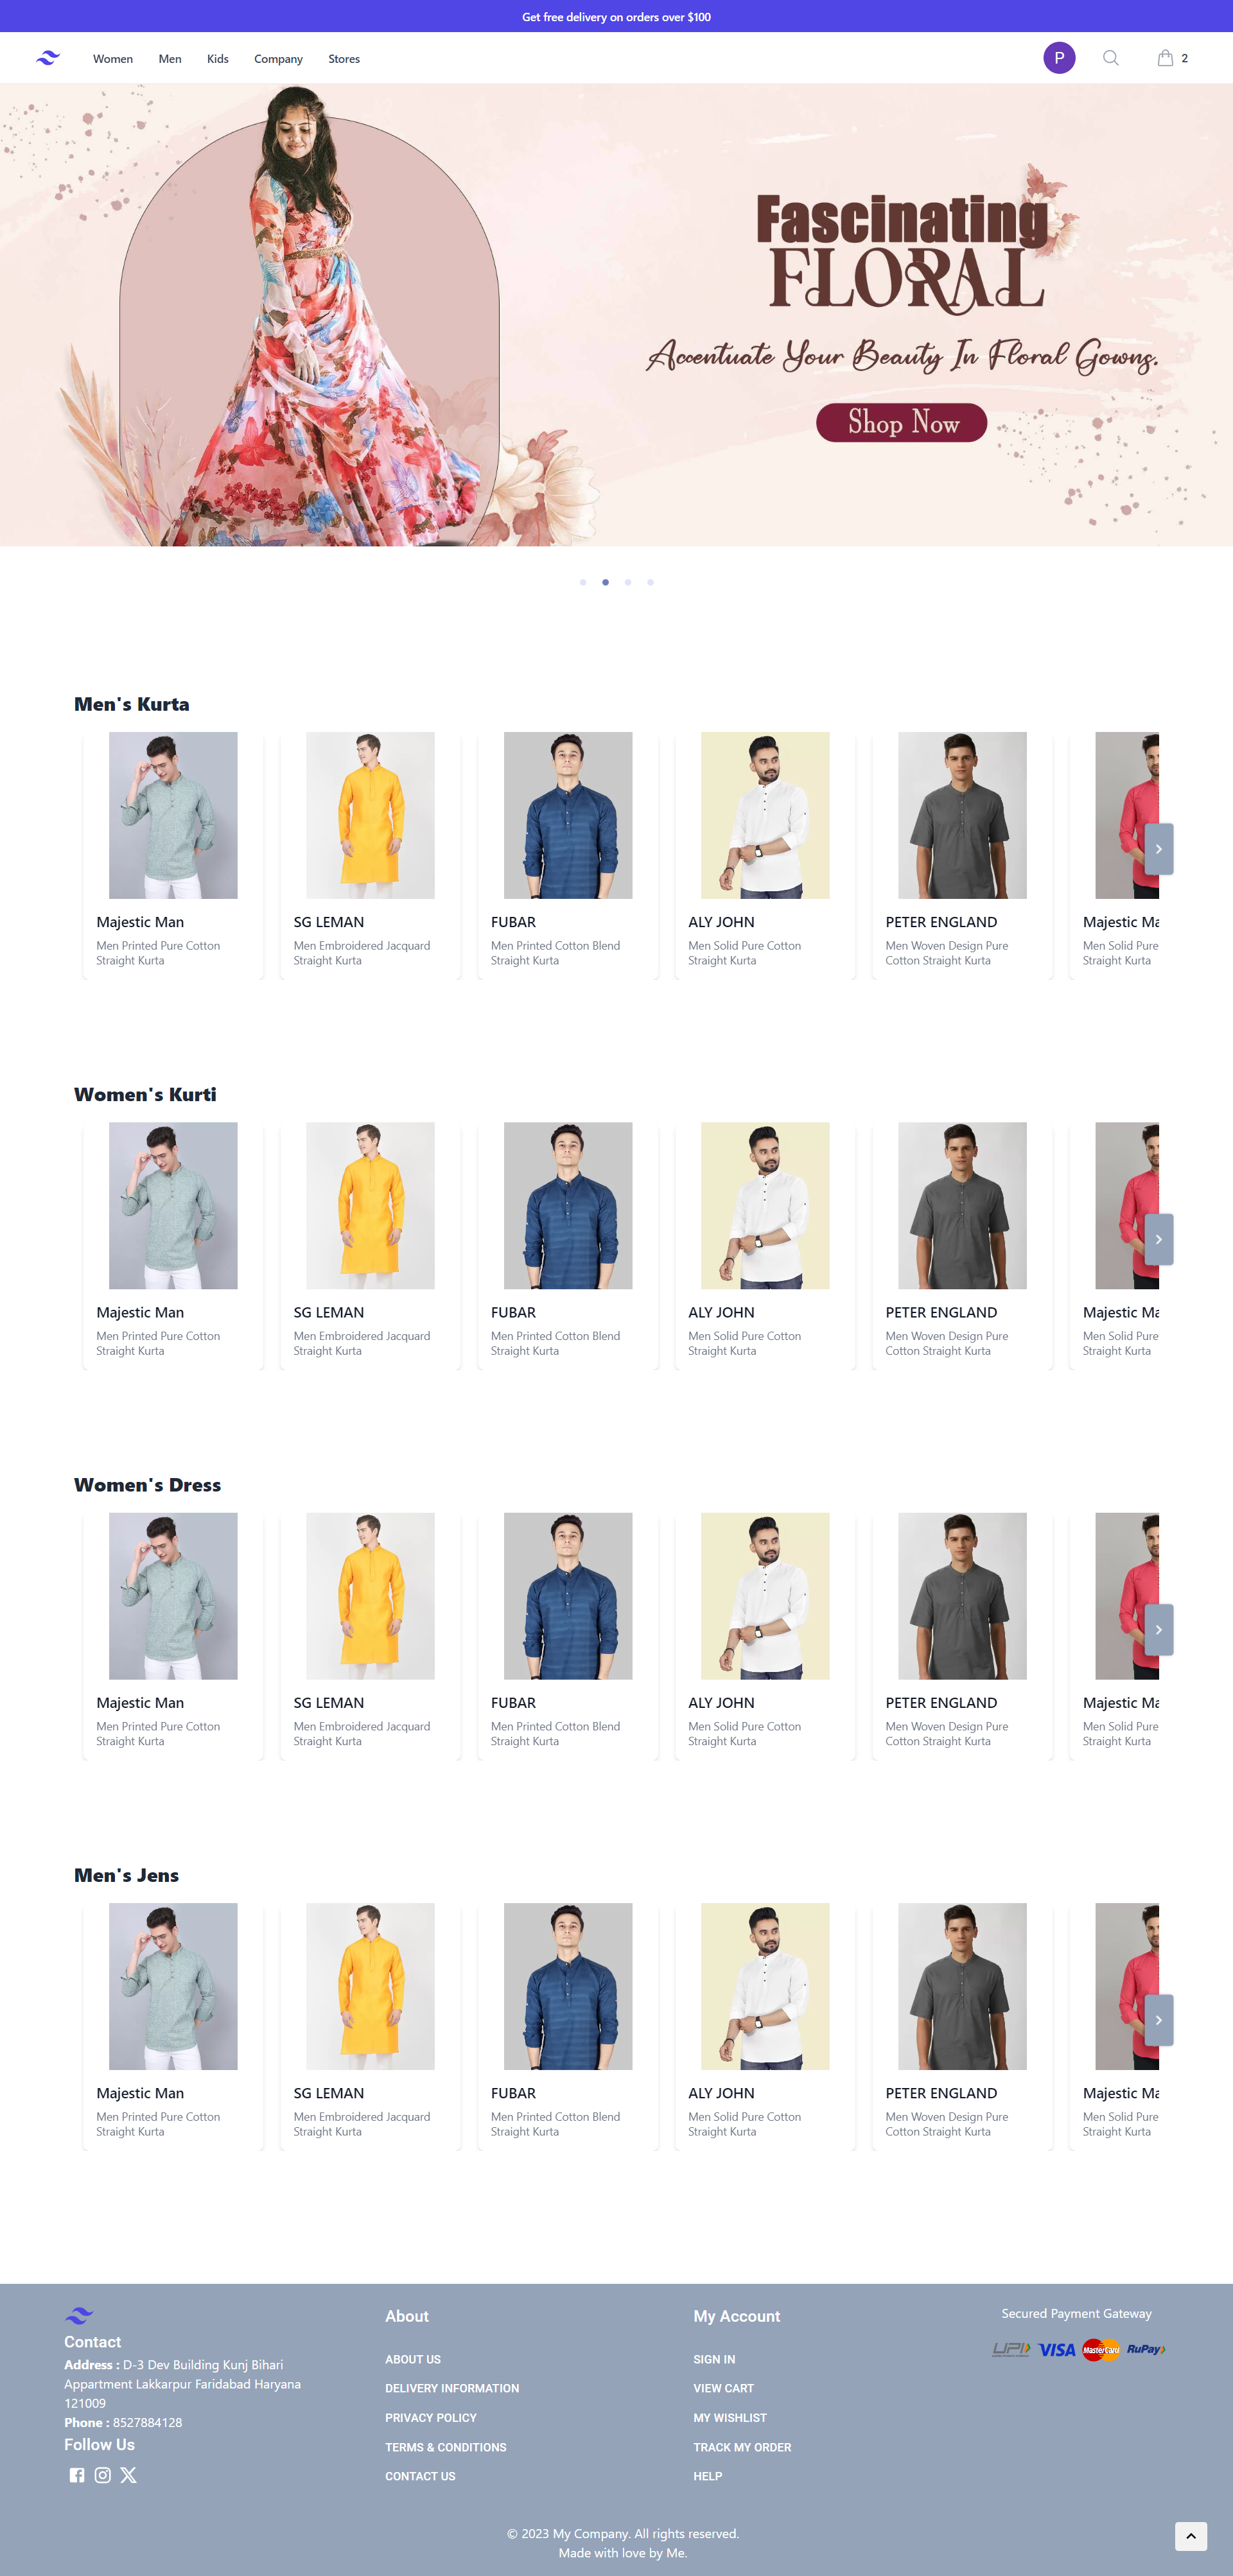 Get free delivery on orders over $100
Women Men Kids Company Stores P 2
Fascinating
FLORAL
Accentuate Your Beauty In Floral Gowns.
Shop Now
Men's Kurta
Majestic Man
Men Printed Pure Cotton
Straight Kurta
SG LEMAN
Men Embroidered Jacquard
Straight Kurta
FUBAR
Men Printed Cotton Blend
Straight Kurta
ALY JOHN
Men Solid Pure Cotton
Straight Kurta
PETER ENGLAND
Men Woven Design Pure
Cotton Straight Kurta
Majestic Ma
Men Solid Pure
Straight Kurta
Women's Kurti
Majestic Man
Men Printed Pure Cotton
Straight Kurta
SG LEMAN
Men Embroidered Jacquard
Straight Kurta
FUBAR
Men Printed Cotton Blend
Straight Kurta
ALY JOHN
Men Solid Pure Cotton
Straight Kurta
PETER ENGLAND
Men Woven Design Pure
Cotton Straight Kurta
Majestic Ma
Men Solid Pure
Straight Kurta
Women's Dress
Majestic Man
Men Printed Pure Cotton
Straight Kurta
SG LEMAN
Men Embroidered Jacquard
Straight Kurta
FUBAR
Men Printed Cotton Blend
Straight Kurta
ALY JOHN
Men Solid Pure Cotton
Straight Kurta
PETER ENGLAND
Men Woven Design Pure
Cotton Straight Kurta
Majestic Ma
Men Solid Pure
Straight Kurta
Men's Jens
Majestic Man
Men Printed Pure Cotton
Straight Kurta
SG LEMAN
Men Embroidered Jacquard
Straight Kurta
FUBAR
Men Printed Cotton Blend
Straight Kurta
ALY JOHN
Men Solid Pure Cotton
Straight Kurta
PETER ENGLAND
Men Woven Design Pure
Cotton Straight Kurta
Majestic Ma
Men Solid Pure
Straight Kurta
Contact
Address : D-3 Dev Building Kunj Bihari
Appartment Lakkarpur Faridabad Haryana
121009
Phone : 8527884128
Follow Us
About
ABOUT US
DELIVERY INFORMATION
PRIVACY POLICY
TERMS & CONDITIONS
CONTACT US
My Account
SIGN IN
VIEW CART
MY WISHLIST
TRACK MY ORDER
HELP
Secured Payment Gateway
UPI VISA MasterCard RuPay
© 2023 My Company. All rights reserved.
Made with love by Me.